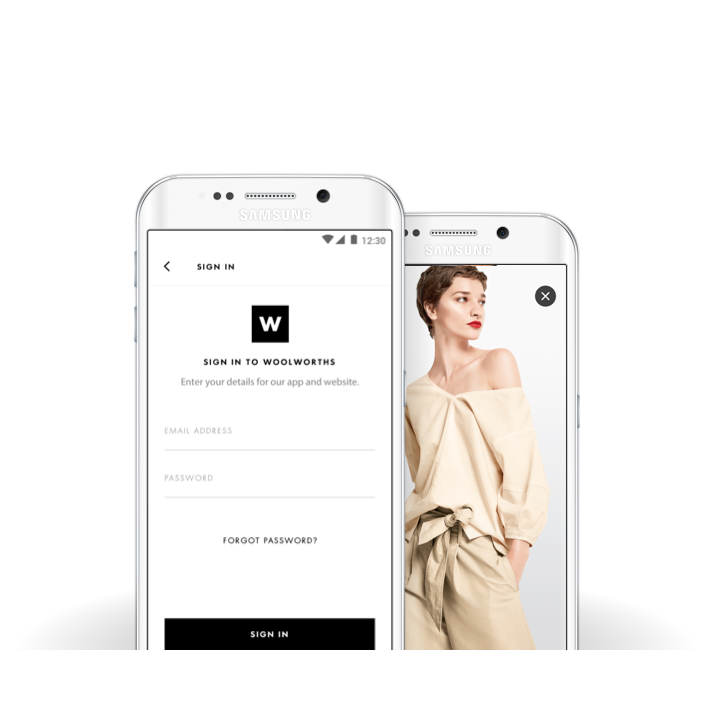 SAMSUNG
12:30
SIGN IN
W
SIGN IN TO WOOLWORTHS
Enter your details for our app and website.
EMAIL ADDRESS
PASSWORD
FORGOT PASSWORD?
SIGN IN
SAMSUNG